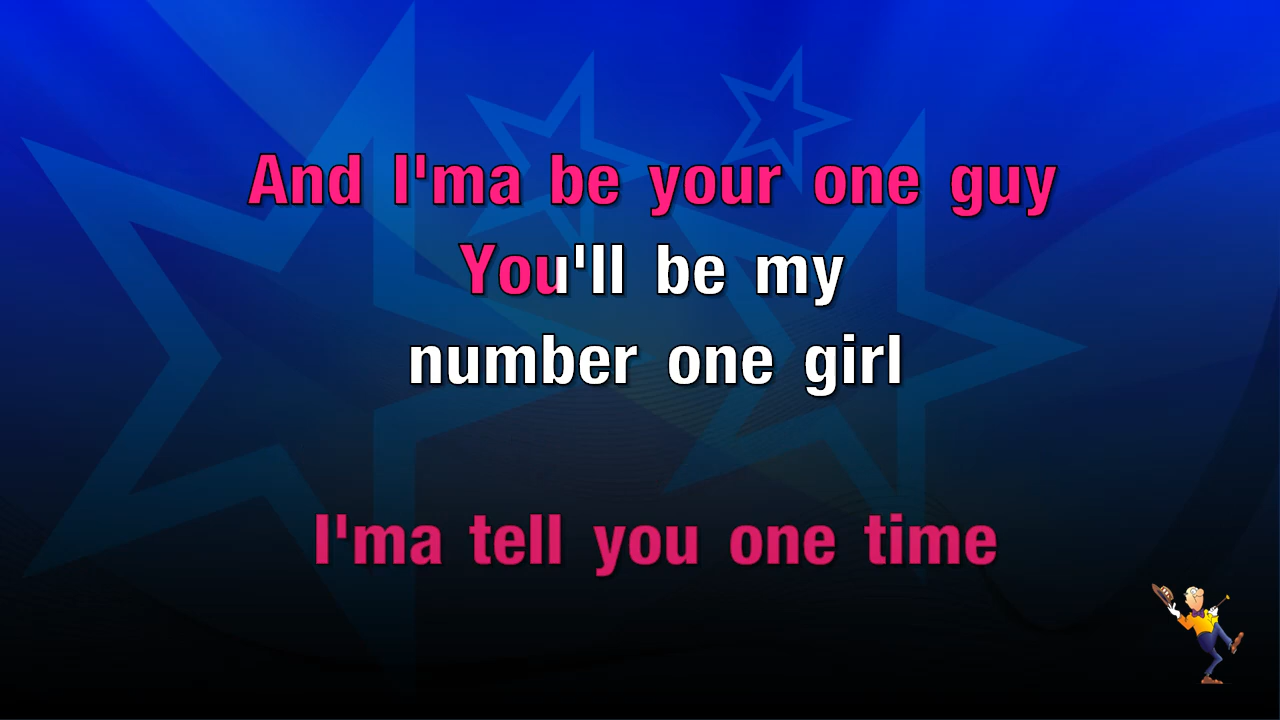 And I'ma be your one guy
You'll be my
number one girl
I'ma tell you one time